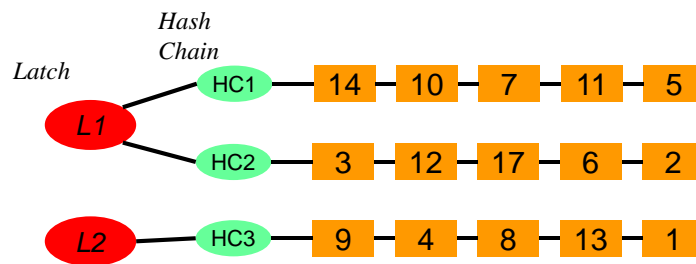 Hash
Chain
Latch
L1
HC1 14 10 7 11 5
HC2 3 12 17 6 2
L2 HC3 9 4 8 13 1